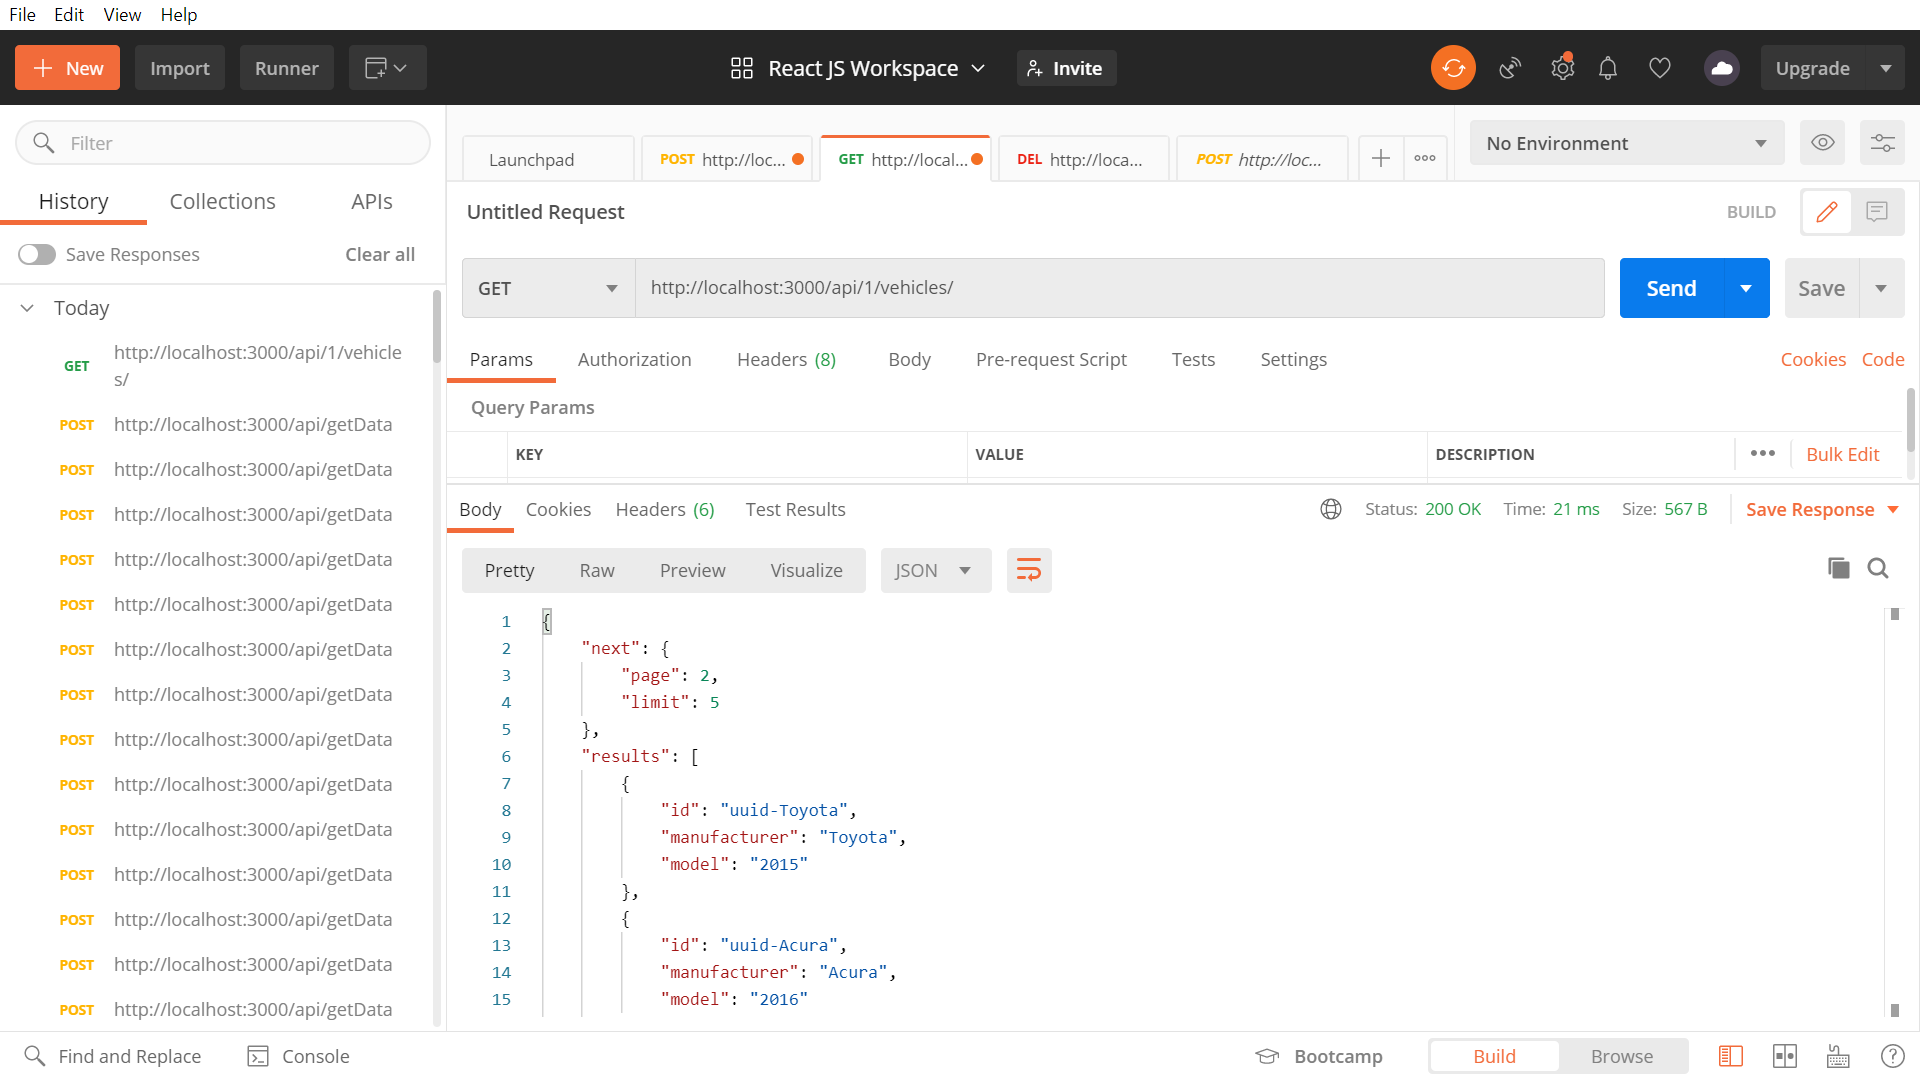 File Edit View Help
New Import Runner React JS Workspace Invite Upgrade
Filter
Launchpad POST http://loc... GET http://local... DEL http://loca... POST http://loc... No Environment
History Collections APIs
Save Responses Clear all
Today
GET http://localhost:3000/api/1/vehicle
s/
POST http://localhost:3000/api/getData
POST http://localhost:3000/api/getData
POST http://localhost:3000/api/getData
POST http://localhost:3000/api/getData
POST http://localhost:3000/api/getData
POST http://localhost:3000/api/getData
POST http://localhost:3000/api/getData
POST http://localhost:3000/api/getData
POST http://localhost:3000/api/getData
POST http://localhost:3000/api/getData
POST http://localhost:3000/api/getData
POST http://localhost:3000/api/getData
POST http://localhost:3000/api/getData
POST http://localhost:3000/api/getData
Untitled Request BUILD
GET http://localhost:3000/api/1/vehicles/ Send Save
Params Authorization Headers (8) Body Pre-request Script Tests Settings Cookies Code
Query Params
KEY VALUE DESCRIPTION Bulk Edit
Body Cookies Headers (6) Test Results Status: 200 OK Time: 21 ms Size: 567 B Save Response
Pretty Raw Preview Visualize JSON
1 {
2 "next": {
3 "page": 2,
4 "limit": 5
5 },
6 "results": [
7 {
8 "id": "uuid-Toyota",
9 "manufacturer": "Toyota",
10 "model": "2015"
11 },
12 {
13 "id": "uuid-Acura",
14 "manufacturer": "Acura",
15 "model": "2016"
Find and Replace Console Bootcamp Build Browse